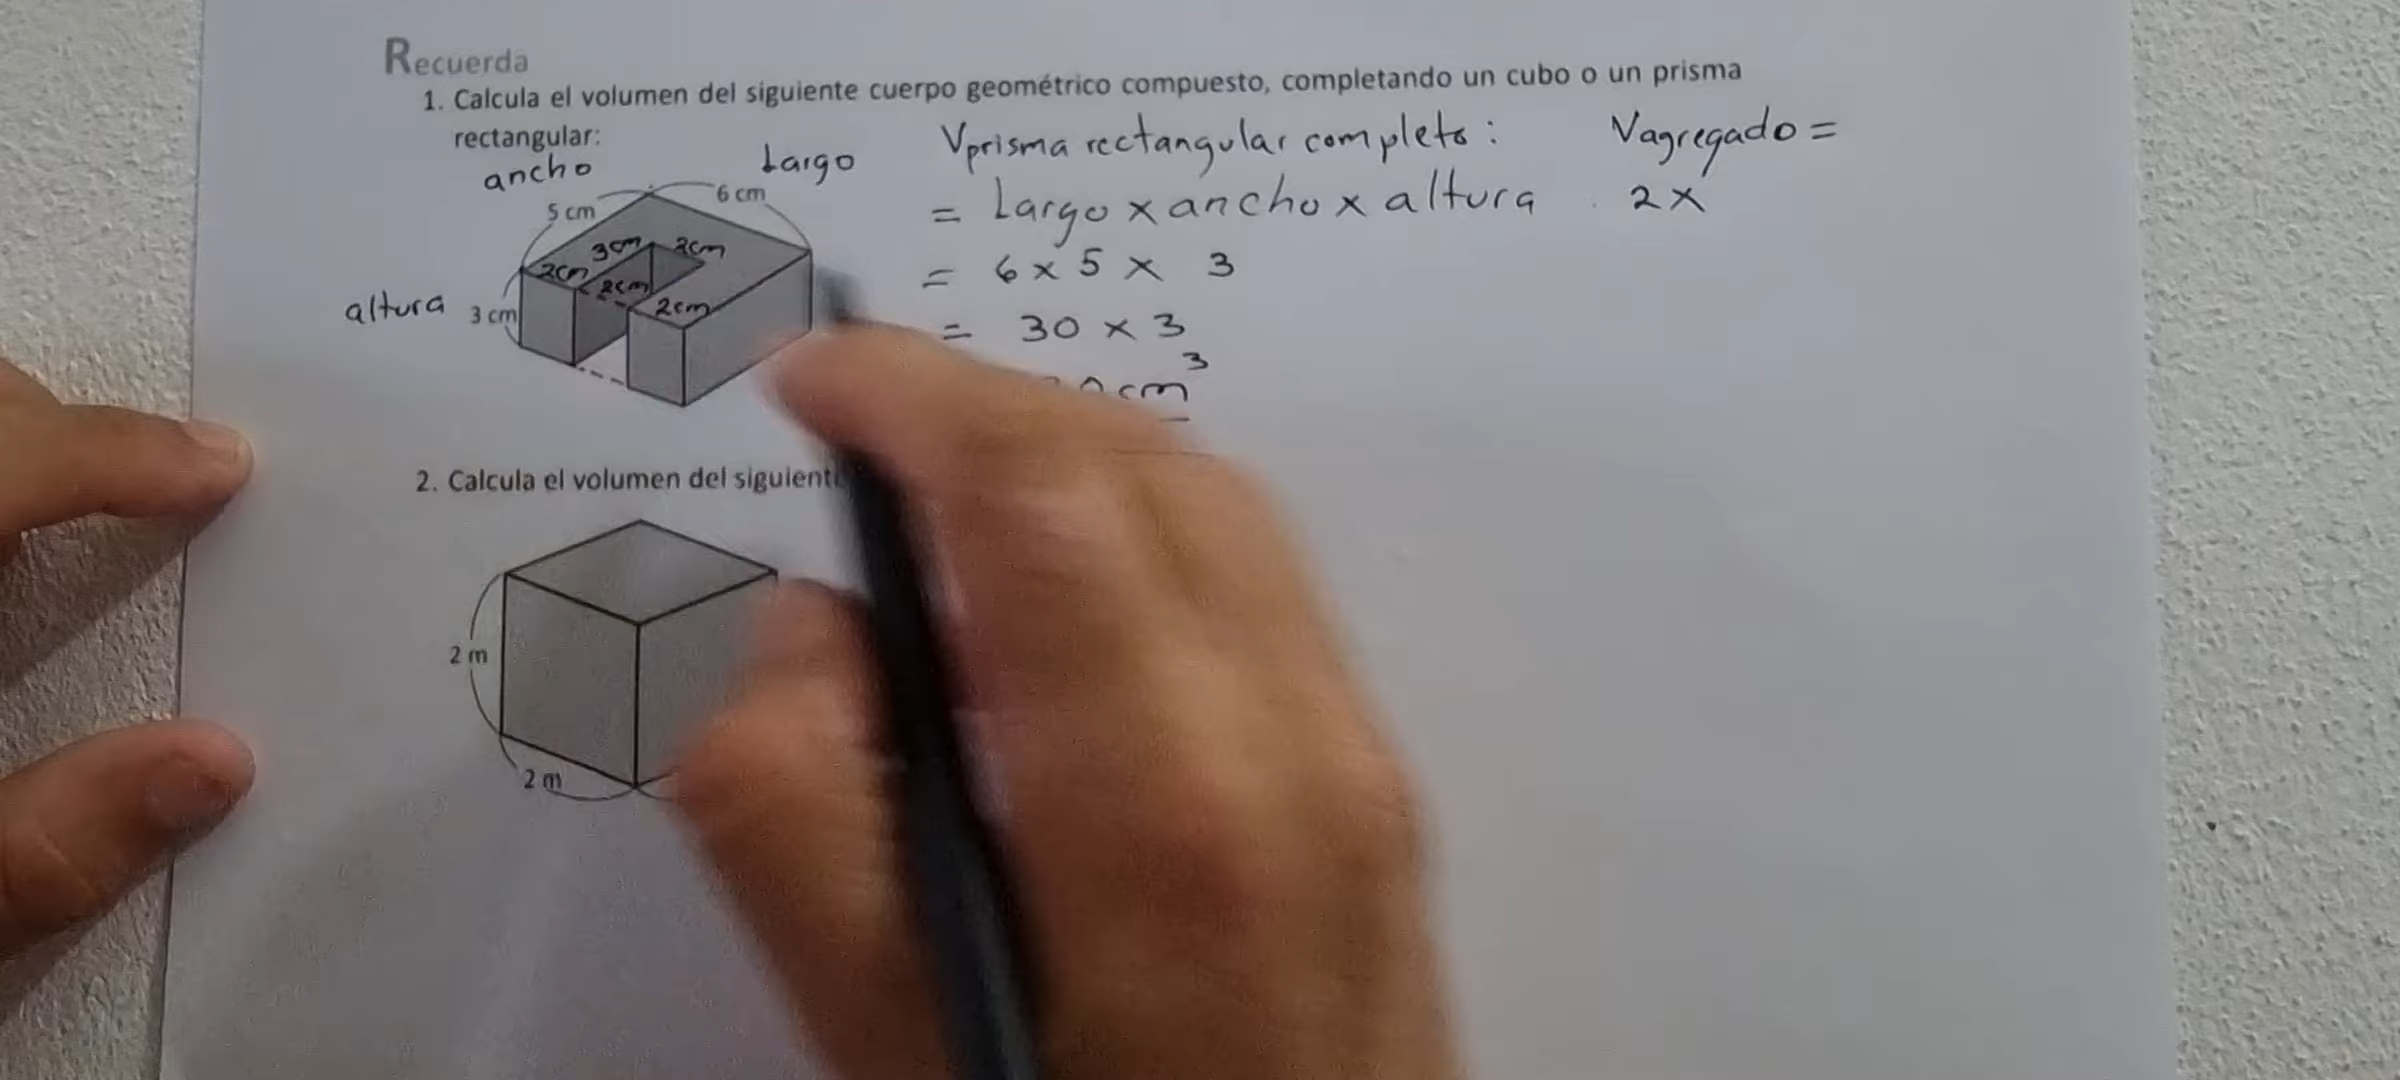 Recuerda
1. Calcula el volumen del siguiente cuerpo geométrico compuesto, completando un cubo o un prisma
rectangular:
ancho
Largo
5 cm
6 cm
3cm
2cm
2cm
2cm
2cm
altura
3 cm
Vprisma rectangular completo:
= Largo x ancho x altura
= 6 x 5 x 3
= 30 x 3
cm³
Vagregado =
2 x
2. Calcula el volumen del
2 m
2 m